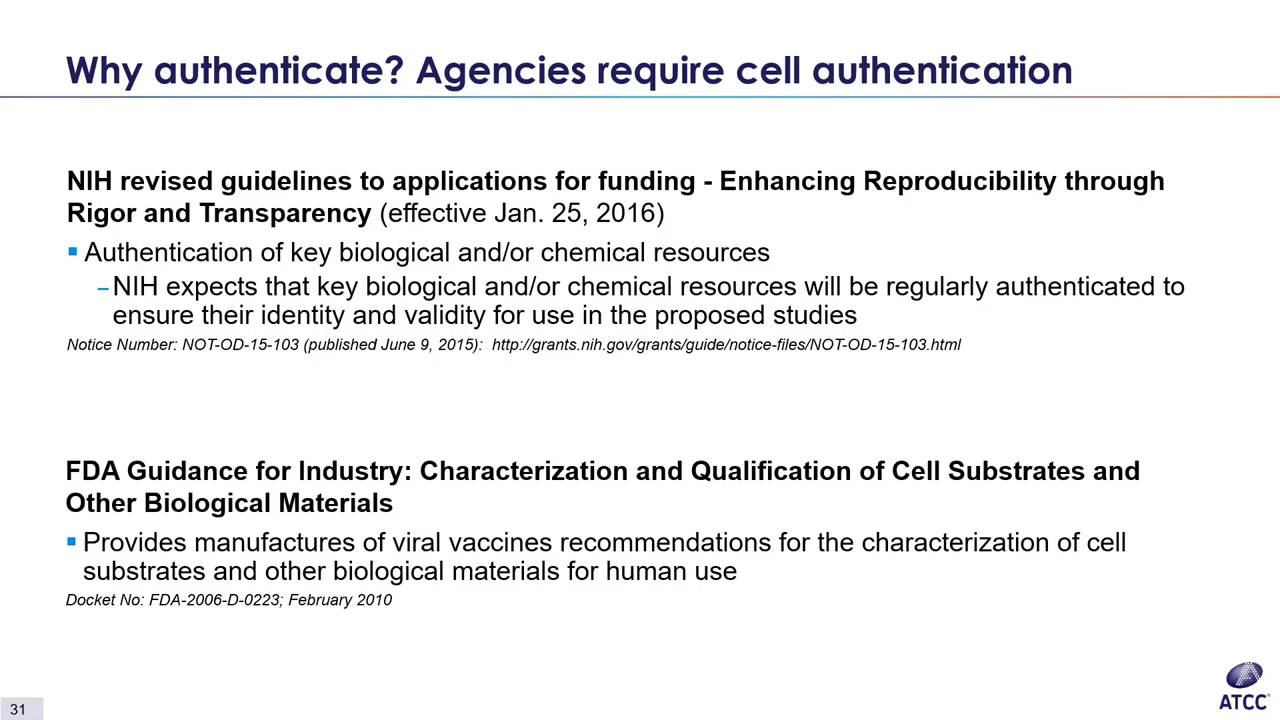 Why authenticate? Agencies require cell authentication
NIH revised guidelines to applications for funding - Enhancing Reproducibility through
Rigor and Transparency (effective Jan. 25, 2016)
▪ Authentication of key biological and/or chemical resources
–NIH expects that key biological and/or chemical resources will be regularly authenticated to
ensure their identity and validity for use in the proposed studies
Notice Number: NOT-OD-15-103 (published June 9, 2015): http://grants.nih.gov/grants/guide/notice-files/NOT-OD-15-103.html
FDA Guidance for Industry: Characterization and Qualification of Cell Substrates and
Other Biological Materials
▪ Provides manufactures of viral vaccines recommendations for the characterization of cell
substrates and other biological materials for human use
Docket No: FDA-2006-D-0223; February 2010
31
ATCC